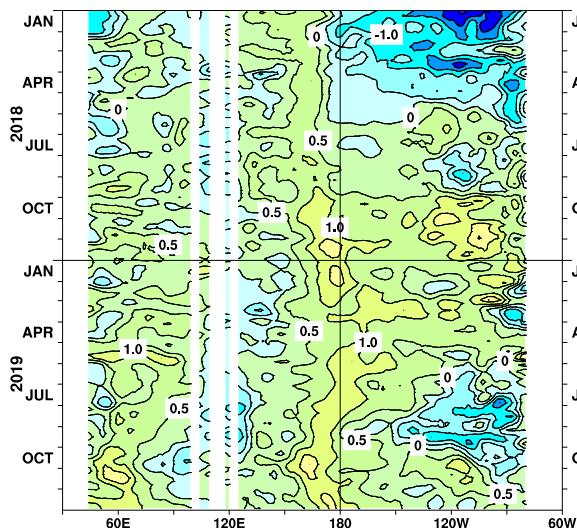 JAN 0 -1.0 J
APR A
0 0
2018
JUL 0.5 J
OCT 0.5 1.0 O
0.5
JAN J
APR 0.5 1.0 A
1.0 0
2019
JUL 0 J
0.5
0.5 0
OCT O
0.5
60E 120E 180 120W 60W